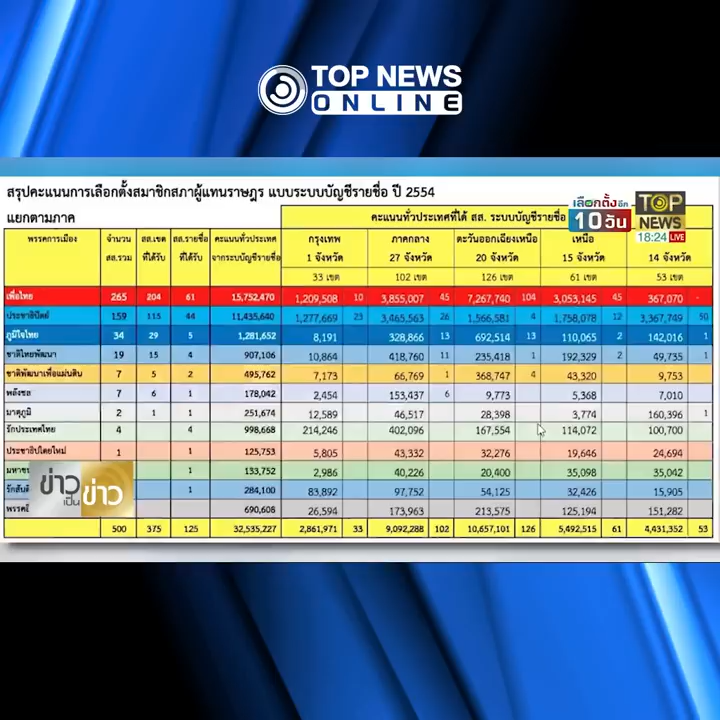 TOP NEWS
ONLINE
สรุปคะแนนการเลือกตั้งสมาชิกสภาผู้แทนราษฎร แบบระบบบัญชีรายชื่อ ปี 2554
เลือกตั้งอีก
10 วัน
TOP
NEWS
18:24 LIVE
แยกตามภาค
คะแนนทั่วประเทศที่ได้ สส. ระบบบัญชีรายชื่อ
พรรคการเมือง จำนวน สส.รวม สส.เขต ที่ได้รับ สส.รายชื่อ ที่ได้รับ คะแนนทั่วประเทศ จากระบบบัญชีรายชื่อ กรุงเทพ ภาคกลาง ตะวันออกเฉียงเหนือ เหนือ
1 จังหวัด 27 จังหวัด 20 จังหวัด 15 จังหวัด 14 จังหวัด
33 เขต 102 เขต 126 เขต 61 เขต 53 เขต
เพื่อไทย 265 204 61 15,752,470 1,209,508 10 3,855,007 45 7,267,740 104 3,053,145 45 367,070 -
ประชาธิปัตย์ 159 115 44 11,435,640 1,277,669 23 3,465,563 26 1,566,581 4 1,758,078 12 3,367,749 50
ภูมิใจไทย 34 29 5 1,281,652 8,191 328,866 13 692,514 13 110,065 2 142,016 1
ชาติไทยพัฒนา 19 15 4 907,106 10,864 418,760 11 235,418 1 192,329 2 49,735 1
ชาติพัฒนาเพื่อแผ่นดิน 7 5 2 495,762 7,173 66,769 1 368,747 4 43,320 9,753
พลังชล 7 6 1 178,042 2,454 153,437 6 9,773 5,368 7,010
มาตุภูมิ 2 1 1 251,674 12,589 46,517 28,398 3,774 160,396 1
รักประเทศไทย 4 4 998,668 214,246 402,096 167,554 114,072 100,700
ประชาธิปไตยใหม่ 1 1 125,753 5,805 43,332 32,276 19,646 24,694
มหาช 1 133,752 2,986 40,226 20,400 35,098 35,042
รักสันติ 1 284,100 83,892 97,752 54,125 32,426 15,905
พรรคอื 690,608 26,594 173,963 213,575 125,194 151,282
500 375 125 32,535,227 2,861,971 33 9,092,288 102 10,657,101 126 5,492,515 61 4,431,352 53
ข่าว
เป็น
ข่าว